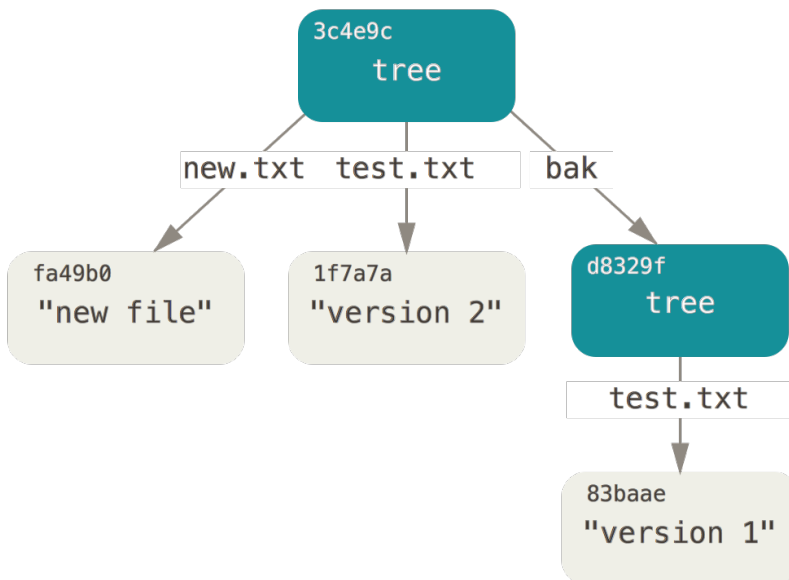 3c4e9c
tree
new.txt test.txt bak
fa49b0
"new file"
1f7a7a
"version 2"
d8329f
tree
test.txt
83baae
"version 1"